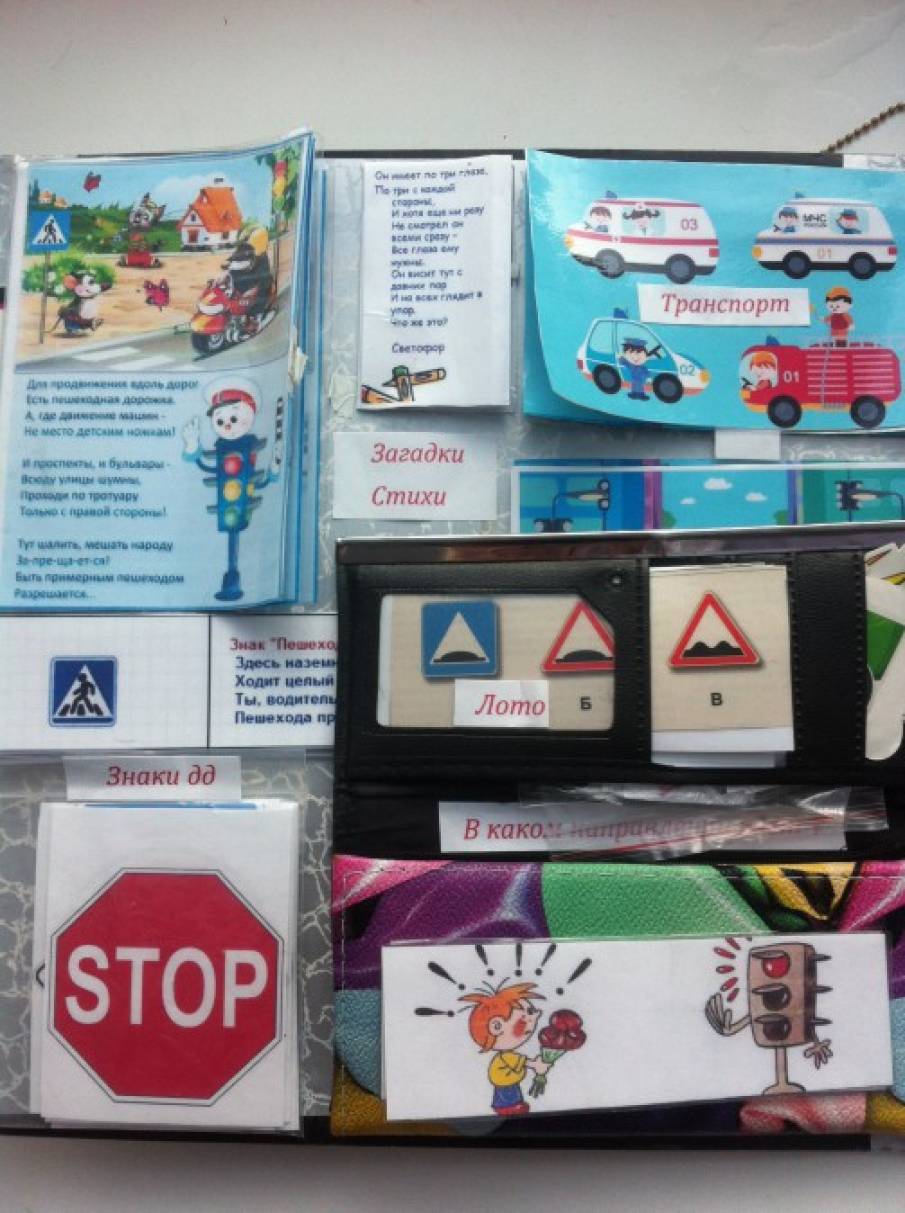 Для продвижения вдоль дорог
Есть пешеходная дорожка.
А, где движение машин -
Не место детским ножкам!
И проспекты, и бульвары -
Всюду улицы шумны,
Проходи по тротуару
Только с правой стороны!
Тут шалить, мешать народу
За-пре-ща-ет-ся!
Быть примерным пешеходом
Разрешается...
Он имеет по три глаза,
По три с каждой
стороны,
И хотя еще ни разу
Не смотрел он
всеми сразу -
Все глаза ему
нужны.
Он висит тут с
давних пор
И на всех глядит в
упор.
Что же это?
Светофор
03
МЧС
РОССИИ
01
Транспорт
02
01
Загадки
Стихи
Знак "Пешехо
Здесь наземн
Ходит целый
Ты, водитель
Пешехода пр
Лото
Б
В
Знаки дд
В каком
STOP